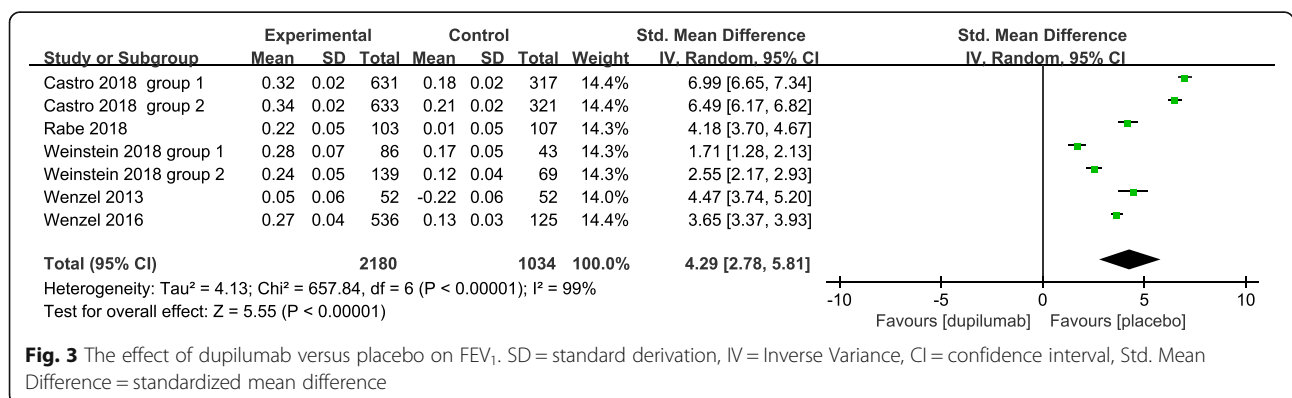 Experimental Control Std. Mean Difference Std. Mean Difference
Study or Subgroup Mean SD Total Mean SD Total Weight IV. Random. 95% CI IV. Random. 95% CI
Castro 2018 group 1 0.32 0.02 631 0.18 0.02 317 14.4% 6.99 [6.65, 7.34]
Castro 2018 group 2 0.34 0.02 633 0.21 0.02 321 14.4% 6.49 [6.17, 6.82]
Rabe 2018 0.22 0.05 103 0.01 0.05 107 14.3% 4.18 [3.70, 4.67]
Weinstein 2018 group 1 0.28 0.07 86 0.17 0.05 43 14.3% 1.71 [1.28, 2.13]
Weinstein 2018 group 2 0.24 0.05 139 0.12 0.04 69 14.3% 2.55 [2.17, 2.93]
Wenzel 2013 0.05 0.06 52 -0.22 0.06 52 14.0% 4.47 [3.74, 5.20]
Wenzel 2016 0.27 0.04 536 0.13 0.03 125 14.4% 3.65 [3.37, 3.93]
Total (95% CI) 2180 1034 100.0% 4.29 [2.78, 5.81]
Heterogeneity: Tau² = 4.13; Chi² = 657.84, df = 6 (P < 0.00001); I² = 99%
Test for overall effect: Z = 5.55 (P < 0.00001)
-10 -5 0 5 10
Favours [dupilumab] Favours [placebo]
Fig. 3 The effect of dupilumab versus placebo on FEV₁. SD = standard derivation, IV = Inverse Variance, CI = confidence interval, Std. Mean
Difference = standardized mean difference